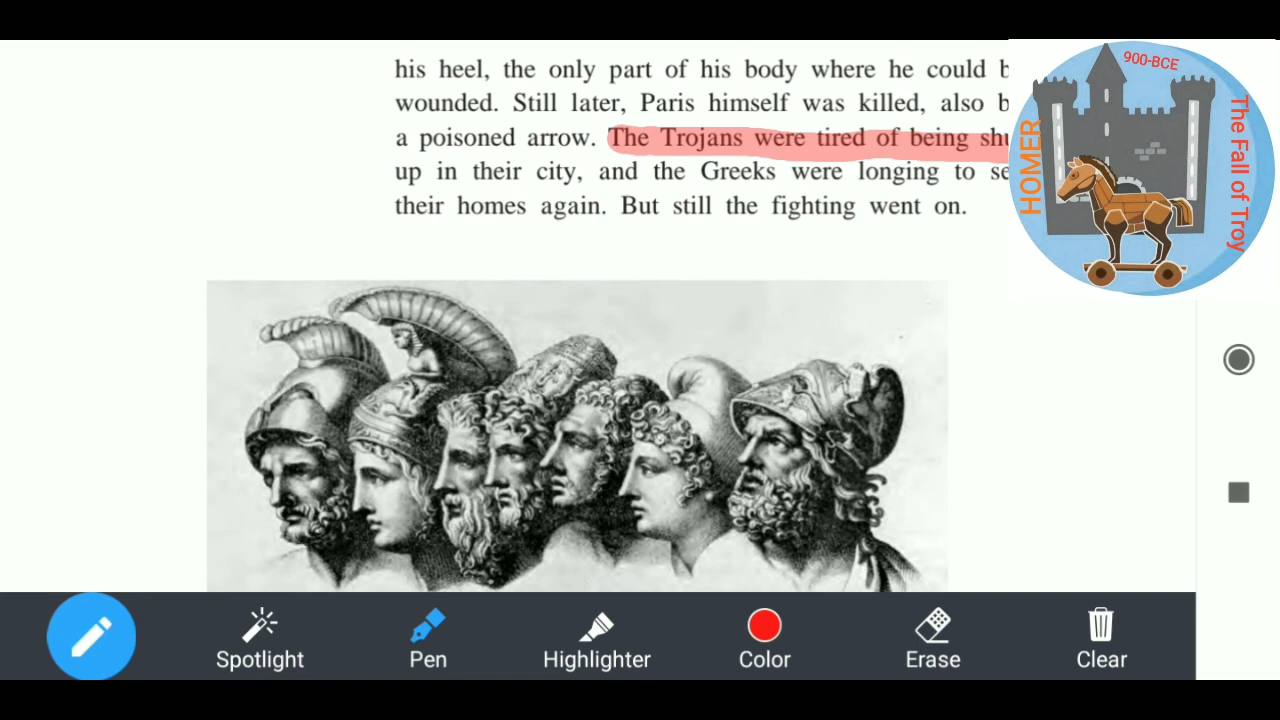 his heel, the only part of his body where he could
wounded. Still later, Paris himself was killed, also
a poisoned arrow. The Trojans were tired of being
up in their city, and the Greeks were longing to
their homes again. But still the fighting went on.
900-BCE
HOMER
The Fall of Troy
Spotlight
Pen
Highlighter
Color
Erase
Clear